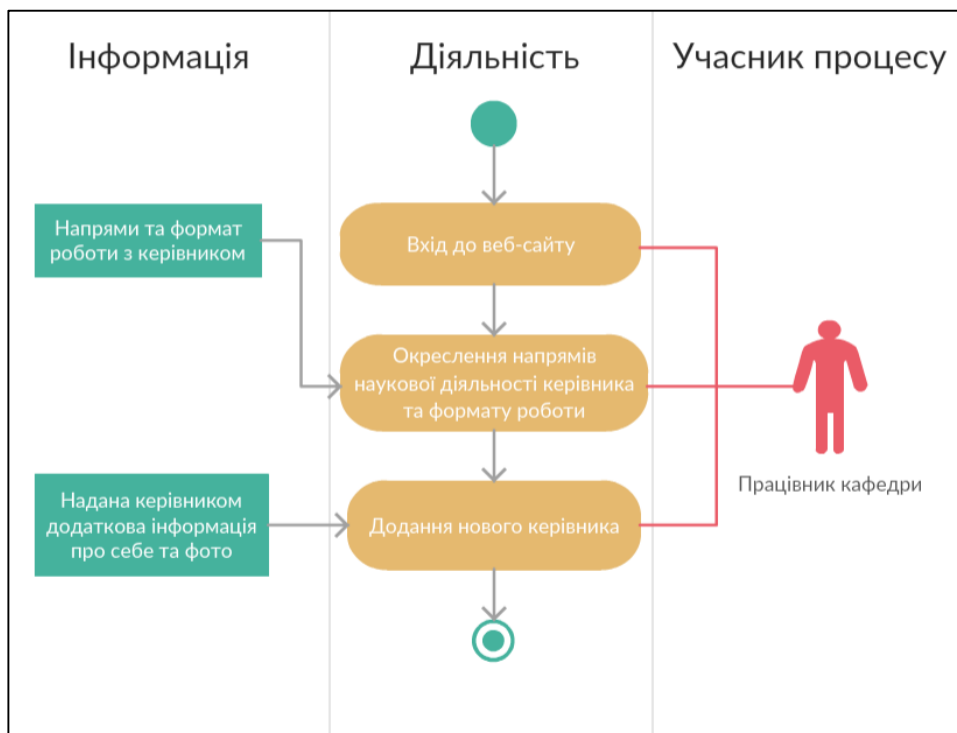 Інформація
Діяльність
Учасник процесу
Напрями та формат
роботи з керівником
Вхід до веб-сайту
Окреслення напрямів
наукової діяльності керівника
та формату роботи
Працівник кафедри
Надана керівником
додаткова інформація
про себе та фото
Додання нового керівника